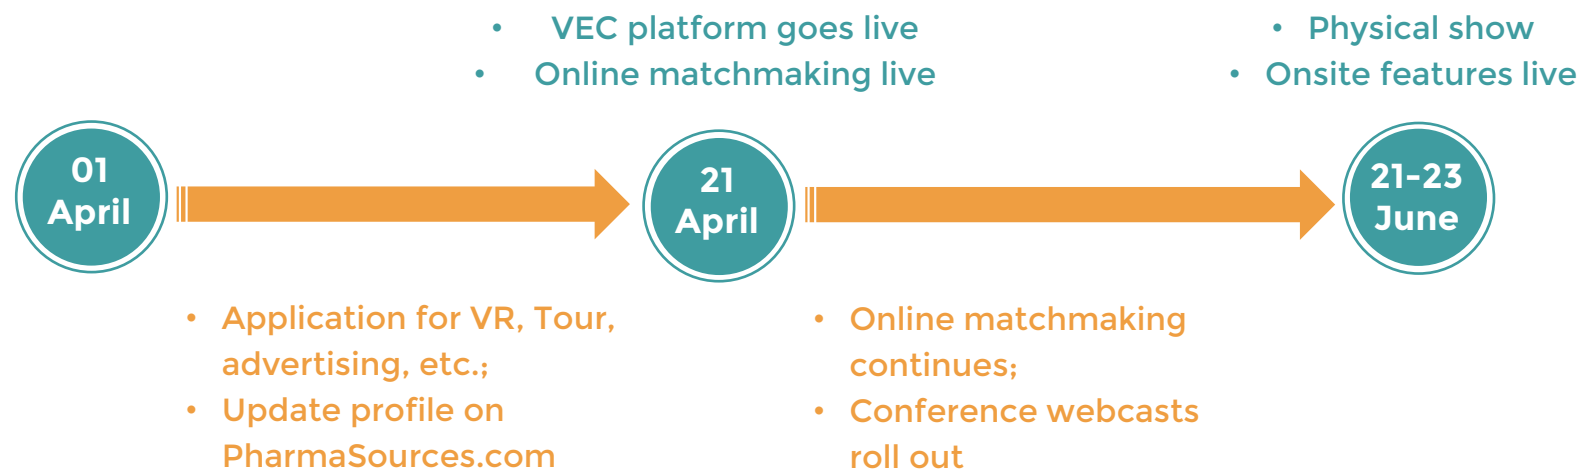 • VEC platform goes live
• Online matchmaking live
• Physical show
• Onsite features live
01
April
21
April
21-23
June
• Application for VR, Tour,
advertising, etc.;
• Update profile on
PharmaSources.com
• Online matchmaking
continues;
• Conference webcasts
roll out